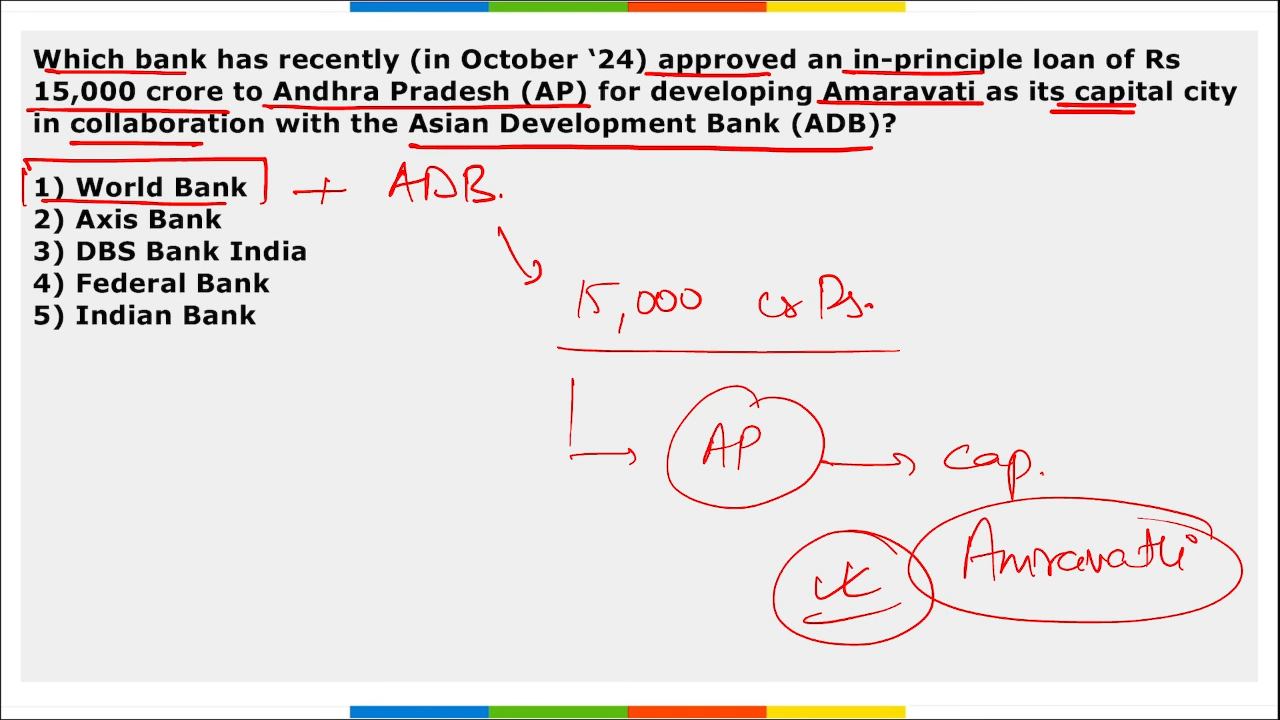 Which bank has recently (in October ‘24) approved an in-principle loan of Rs
15,000 crore to Andhra Pradesh (AP) for developing Amaravati as its capital city
in collaboration with the Asian Development Bank (ADB)?
1) World Bank + ADB.
2) Axis Bank
3) DBS Bank India
4) Federal Bank
5) Indian Bank
15,000 cr Rs.
AP → cap.
Amravathi